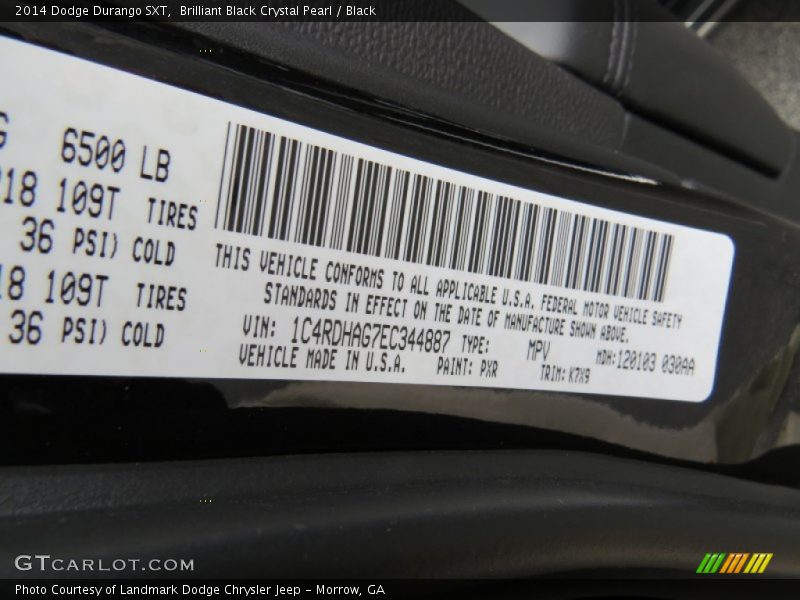 2014 Dodge Durango SXT, Brilliant Black Crystal Pearl / Black
6500 LB
18 109T TIRES
36 PSI) COLD
18 109T TIRES
36 PSI) COLD
THIS VEHICLE CONFORMS TO ALL APPLICABLE U.S.A. FEDERAL MOTOR VEHICLE SAFETY
STANDARDS IN EFFECT ON THE DATE OF MANUFACTURE SHOWN ABOVE.
VIN: 1C4RDHAG7EC344887 TYPE: MPV MDH:120103 030AA
VEHICLE MADE IN U.S.A. PAINT: PXR TRIM: K7X9
GTCARLOT.COM
Photo Courtesy of Landmark Dodge Chrysler Jeep - Morrow, GA